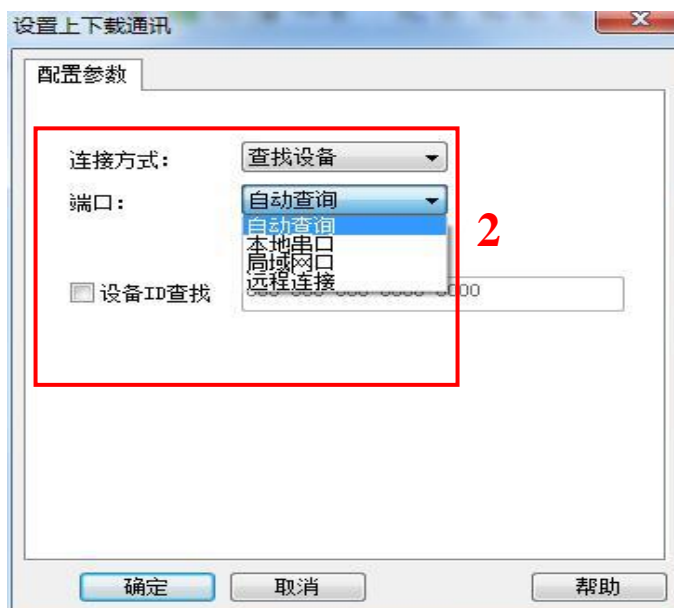 设置上下载通讯
配置参数
连接方式： 查找设备
端口： 自动查询
自动查询
本地串口
局域网口
远程连接
2
设备ID查找
确定 取消 帮助